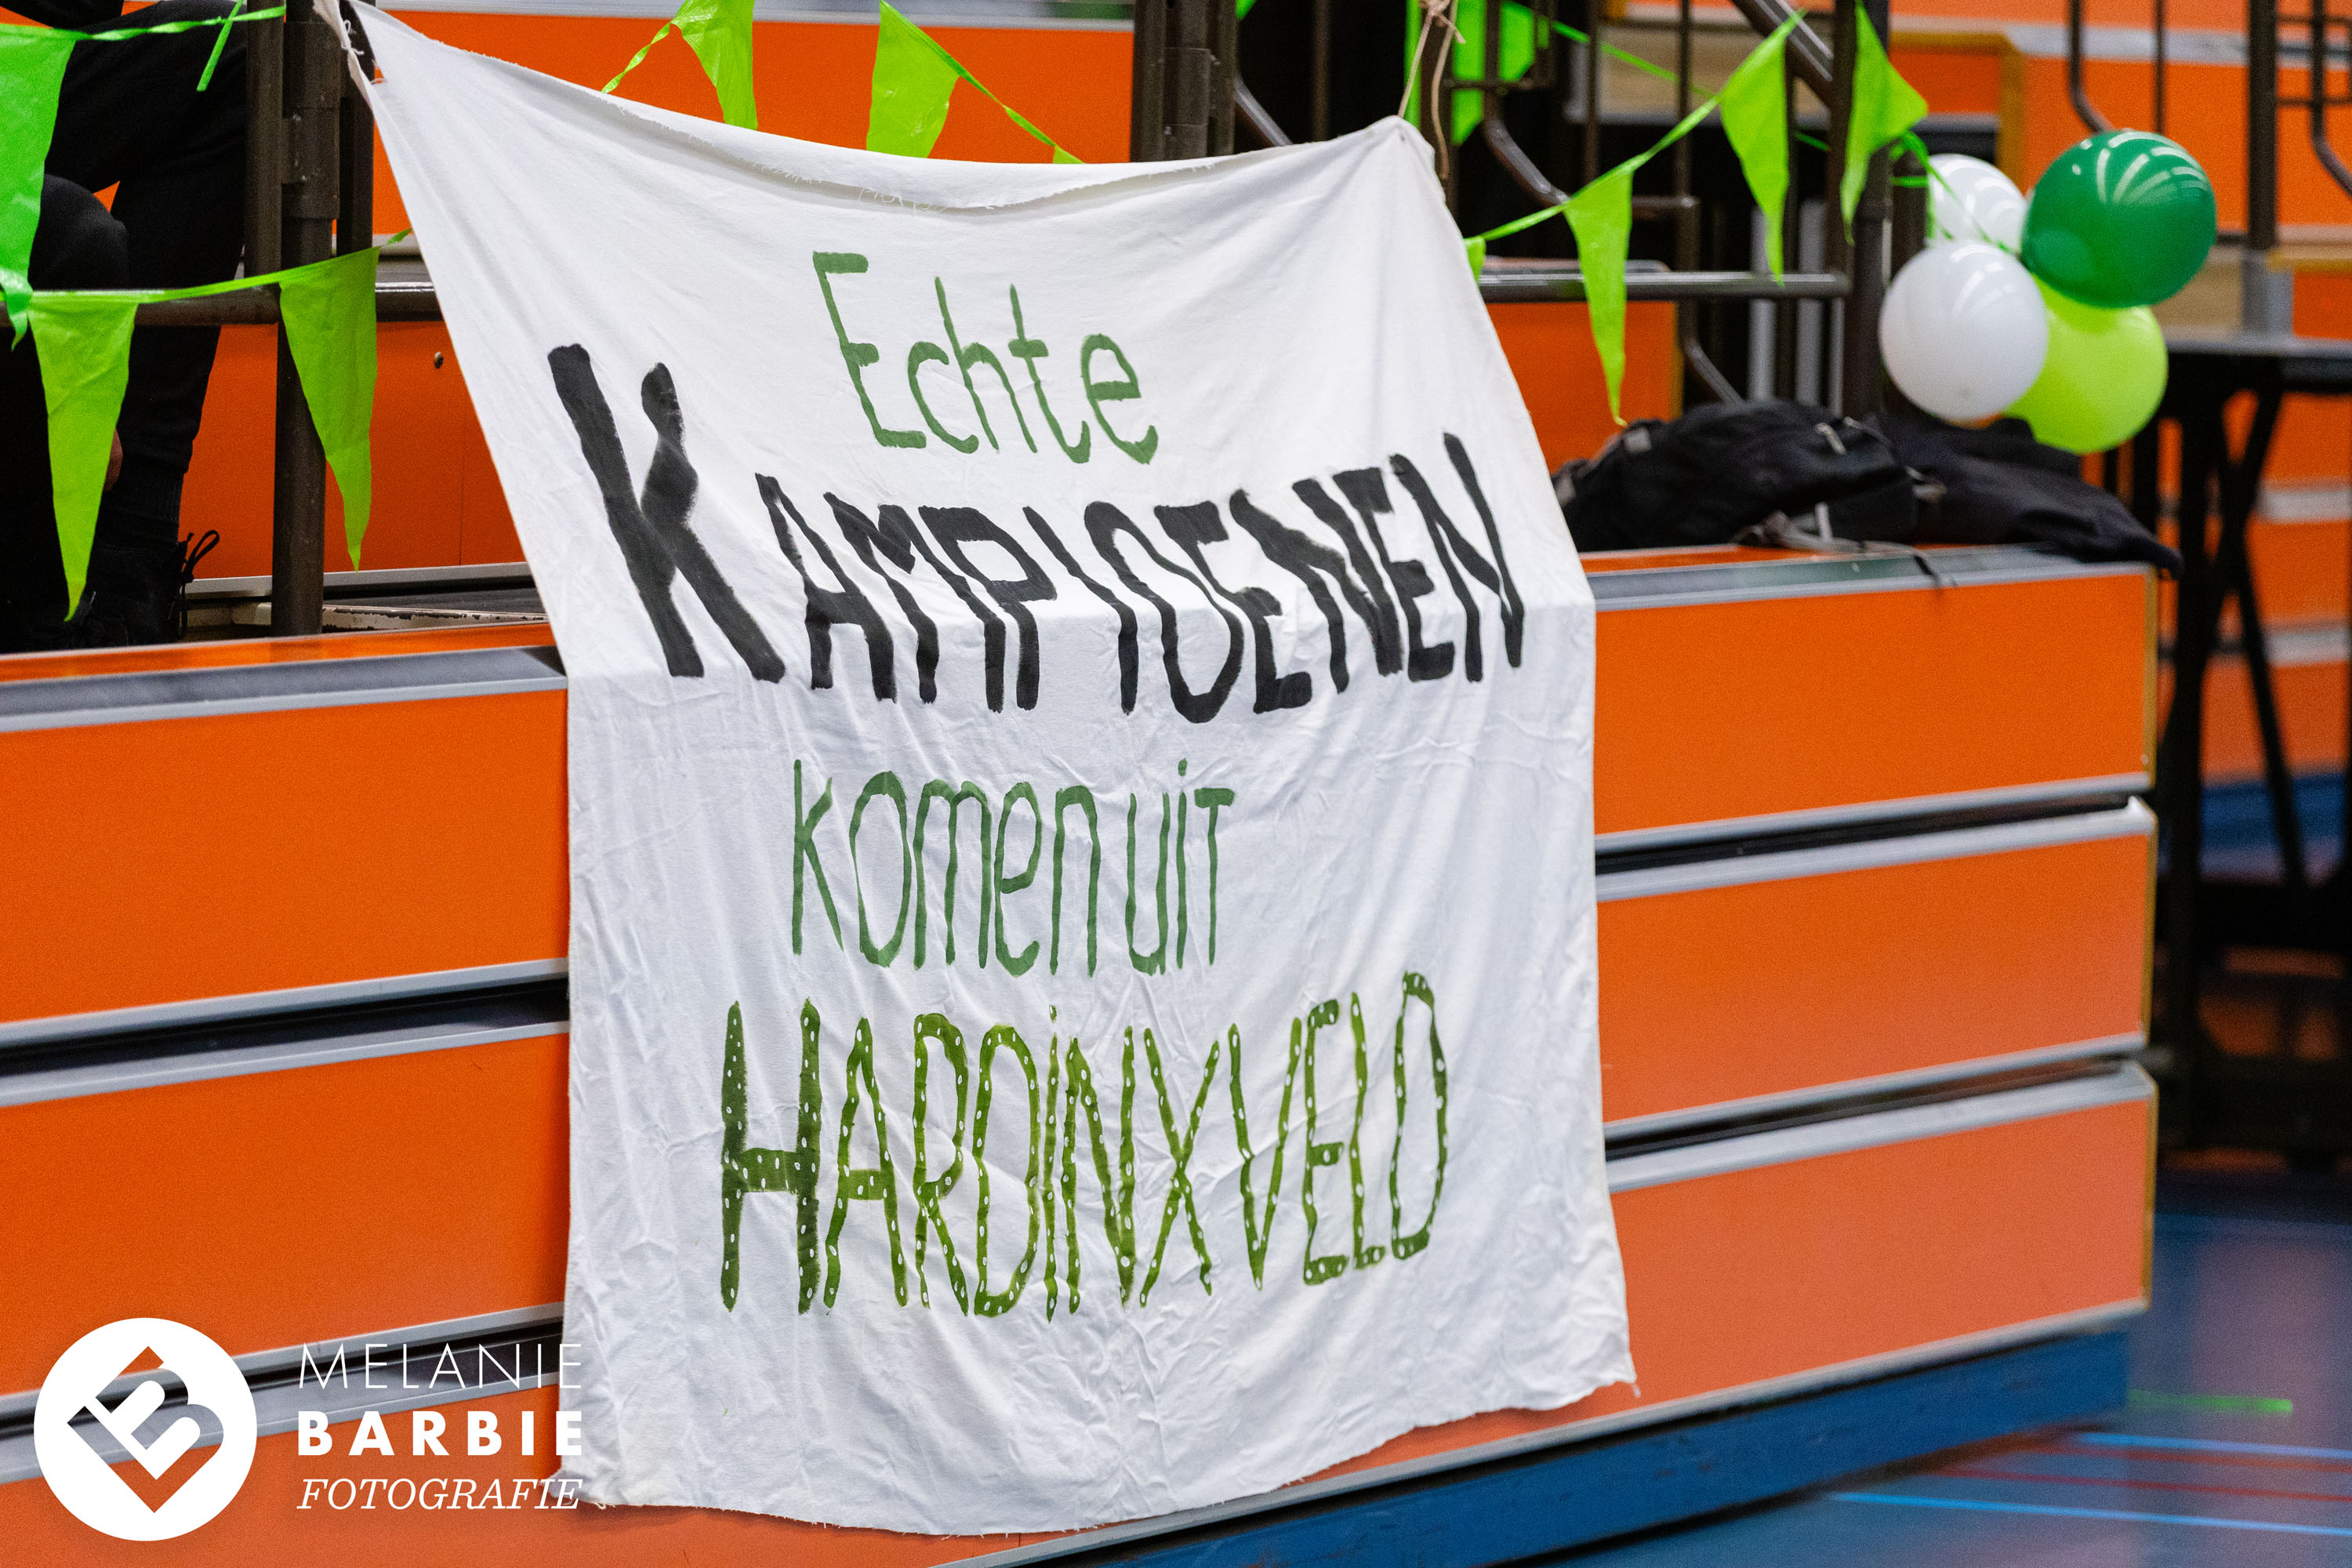 Echte
KAMPIOENEN
komen uit
HARDiNXVELD
MELANIE
BARBIE
FOTOGRAFIE